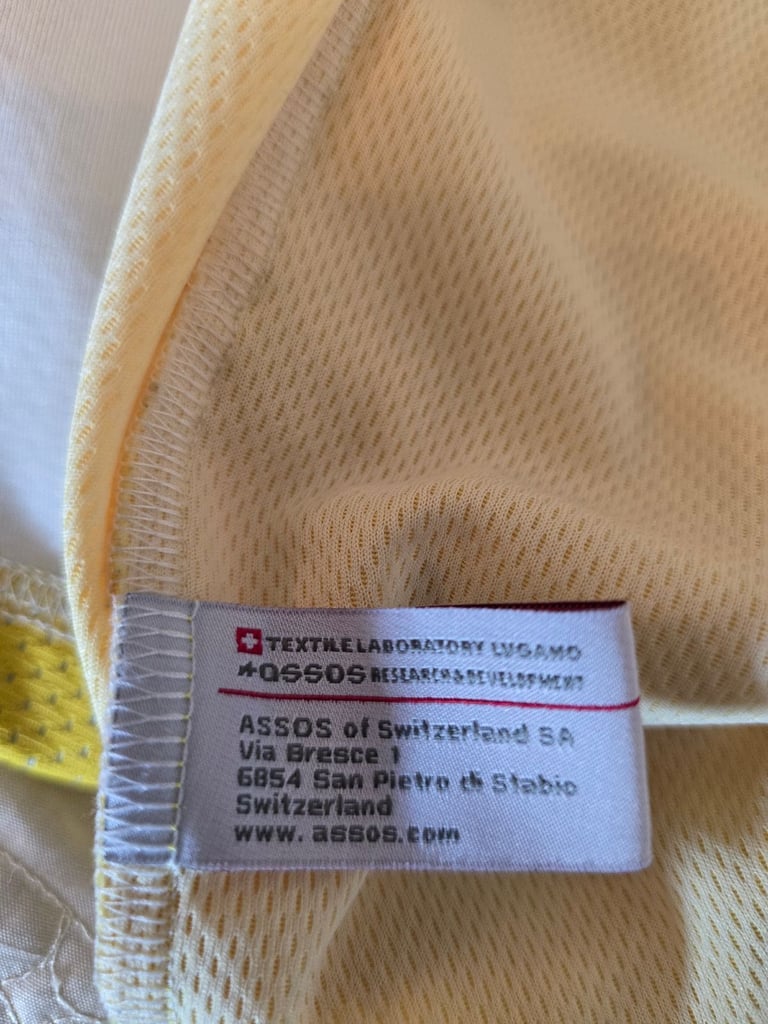 TEXTILE LABORATORY LUGANO
ASSOS RESEARCH & DEVELOPMENT
ASSOS of Switzerland SA
Via Bresce 1
6854 San Pietro di Stabio
Switzerland
www.assos.com